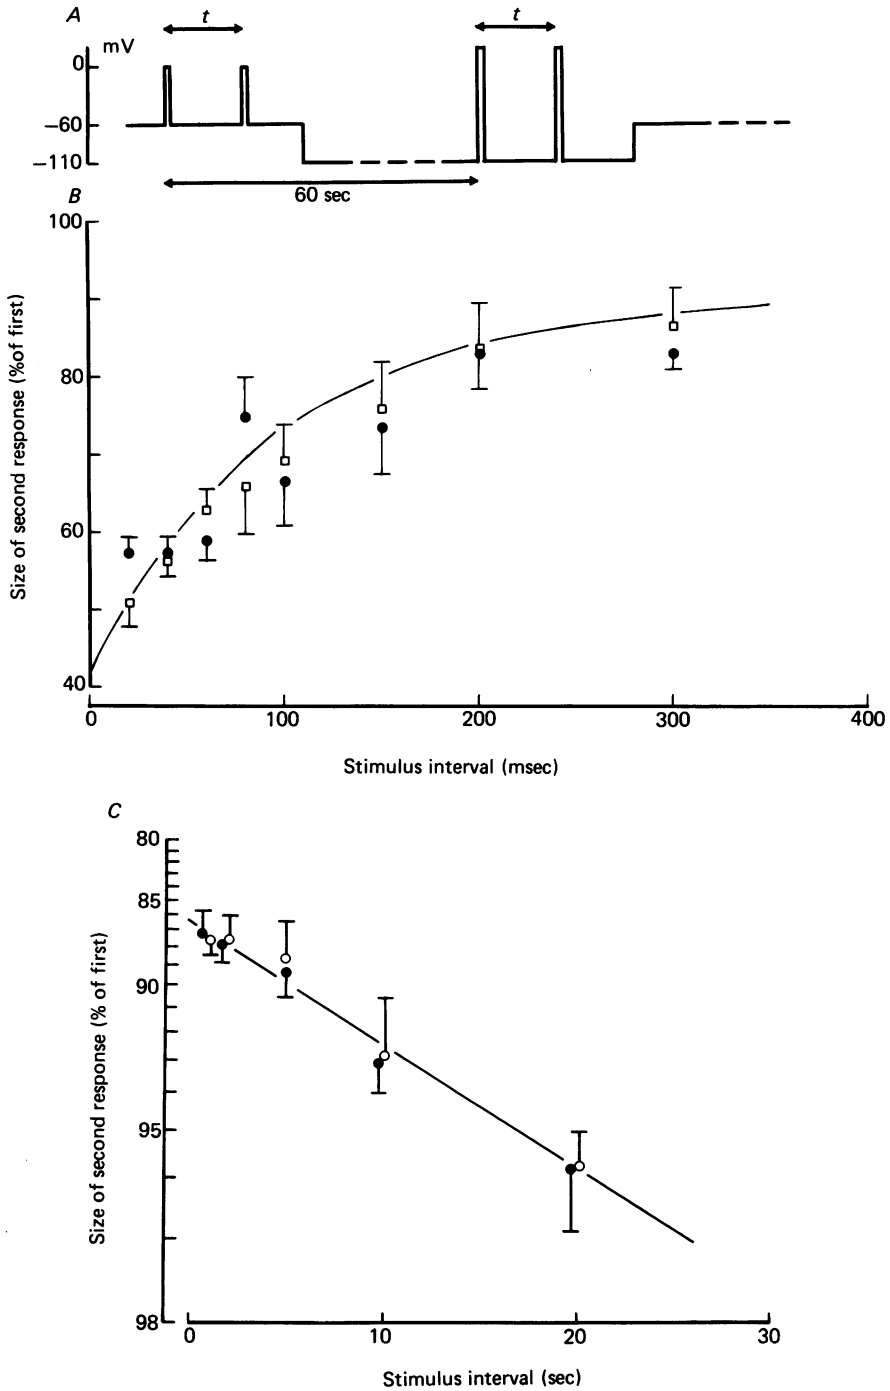 A
t
t
mV
0
−60
−110
60 sec
B
100
80
60
40
Size of second response (%of first)
0
100
200
300
400
Stimulus interval (msec)
C
80
85
90
95
98
Size of second response (% of first)
0
10
20
30
Stimulus interval (sec)